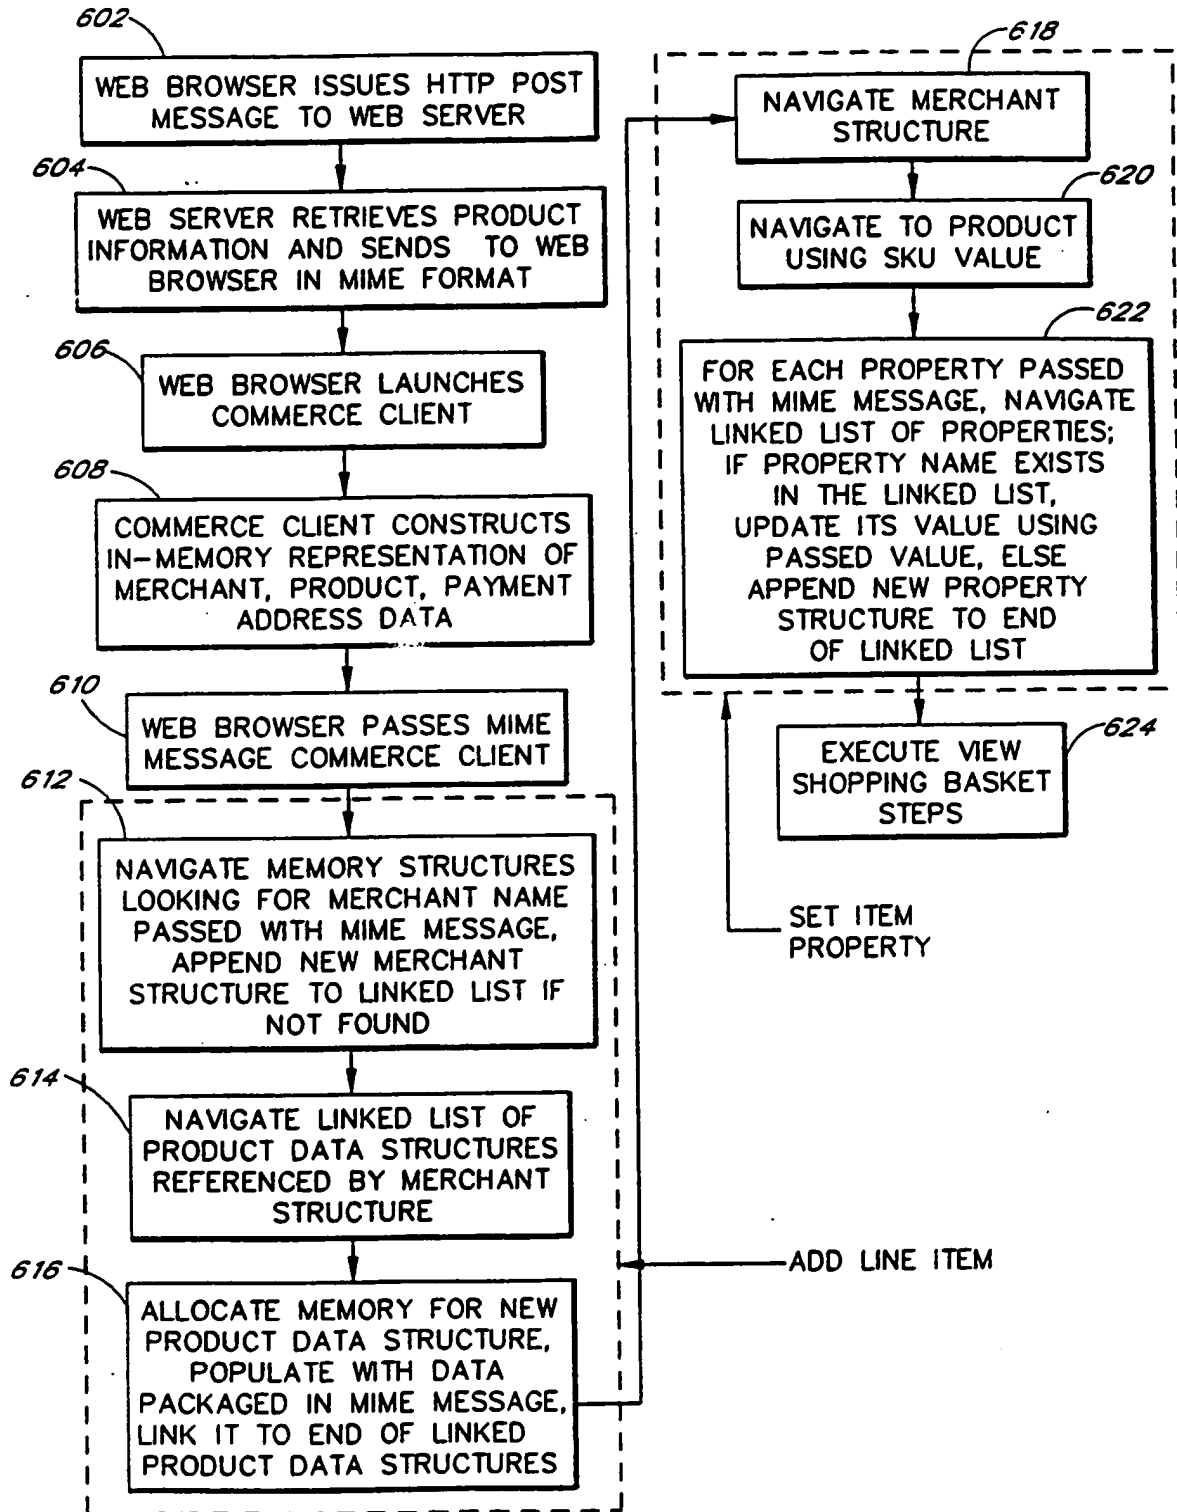 602
WEB BROWSER ISSUES HTTP POST
MESSAGE TO WEB SERVER
604
WEB SERVER RETRIEVES PRODUCT
INFORMATION AND SENDS TO WEB
BROWSER IN MIME FORMAT
606
WEB BROWSER LAUNCHES
COMMERCE CLIENT
608
COMMERCE CLIENT CONSTRUCTS
IN-MEMORY REPRESENTATION OF
MERCHANT, PRODUCT, PAYMENT
ADDRESS DATA
610
WEB BROWSER PASSES MIME
MESSAGE COMMERCE CLIENT
612
NAVIGATE MEMORY STRUCTURES
LOOKING FOR MERCHANT NAME
PASSED WITH MIME MESSAGE,
APPEND NEW MERCHANT
STRUCTURE TO LINKED LIST IF
NOT FOUND
614
NAVIGATE LINKED LIST OF
PRODUCT DATA STRUCTURES
REFERENCED BY MERCHANT
STRUCTURE
616
ALLOCATE MEMORY FOR NEW
PRODUCT DATA STRUCTURE,
POPULATE WITH DATA
PACKAGED IN MIME MESSAGE,
LINK IT TO END OF LINKED
PRODUCT DATA STRUCTURES
618
NAVIGATE MERCHANT
STRUCTURE
620
NAVIGATE TO PRODUCT
USING SKU VALUE
622
FOR EACH PROPERTY PASSED
WITH MIME MESSAGE, NAVIGATE
LINKED LIST OF PROPERTIES;
IF PROPERTY NAME EXISTS
IN THE LINKED LIST,
UPDATE ITS VALUE USING
PASSED VALUE, ELSE
APPEND NEW PROPERTY
STRUCTURE TO END
OF LINKED LIST
624
EXECUTE VIEW
SHOPPING BASKET
STEPS
SET ITEM
PROPERTY
ADD LINE ITEM